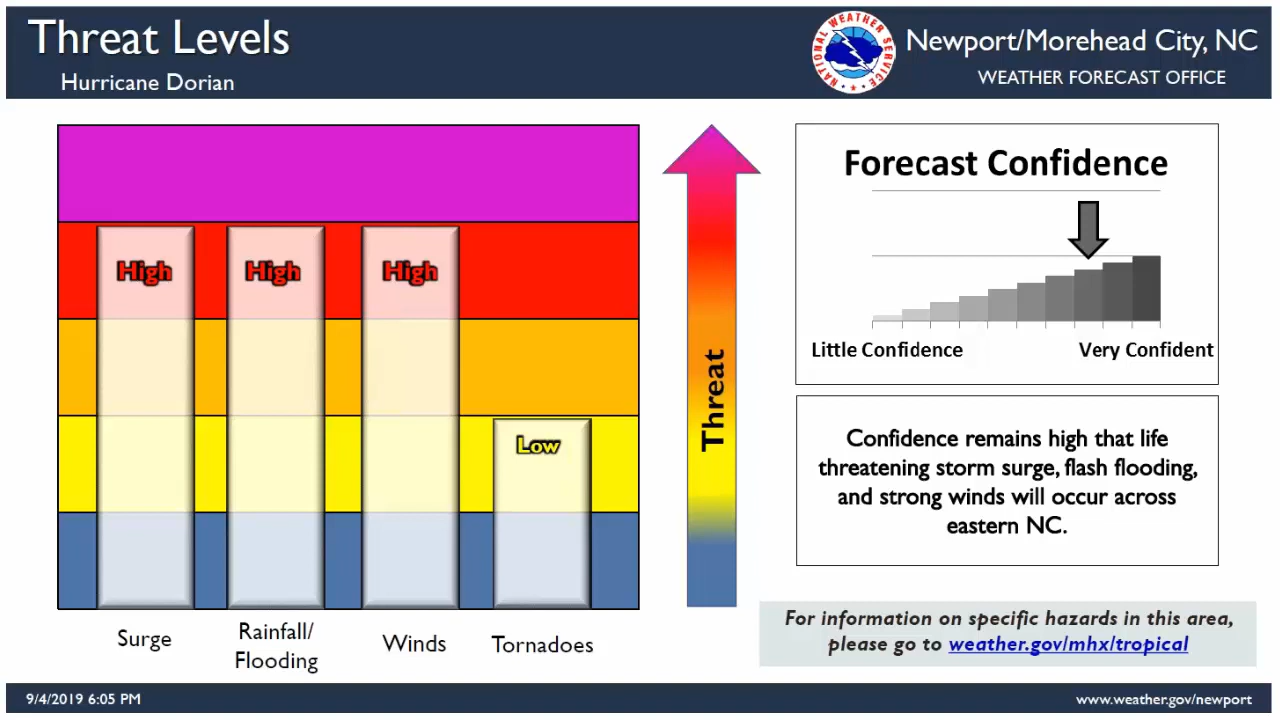 Threat Levels
Hurricane Dorian
NATIONAL WEATHER SERVICE
Newport/Morehead City, NC
WEATHER FORECAST OFFICE
High
High
High
Low
Surge
Rainfall/
Flooding
Winds
Tornadoes
Threat
Forecast Confidence
Little Confidence
Very Confident
Confidence remains high that life
threatening storm surge, flash flooding,
and strong winds will occur across
eastern NC.
For information on specific hazards in this area,
please go to weather.gov/mhx/tropical
9/4/2019 6:05 PM
www.weather.gov/newport